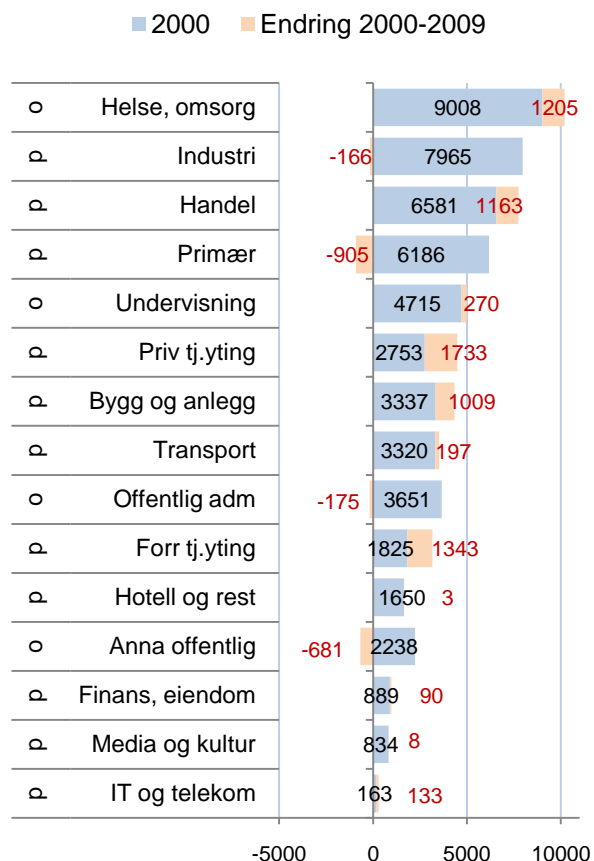 2000 Endring 2000-2009
o Helse, omsorg 9008 1205
p Industri -166 7965
p Handel 6581 1163
p Primær -905 6186
o Undervisning 4715 270
p Priv tj.yting 2753 1733
p Bygg og anlegg 3337 1009
p Transport 3320 197
o Offentlig adm -175 3651
p Forr tj.yting 1825 1343
p Hotell og rest 1650 3
o Anna offentlig -681 2238
p Finans, eiendom 889 90
p Media og kultur 834 8
p IT og telekom 163 133
-5000 0 5000 10000